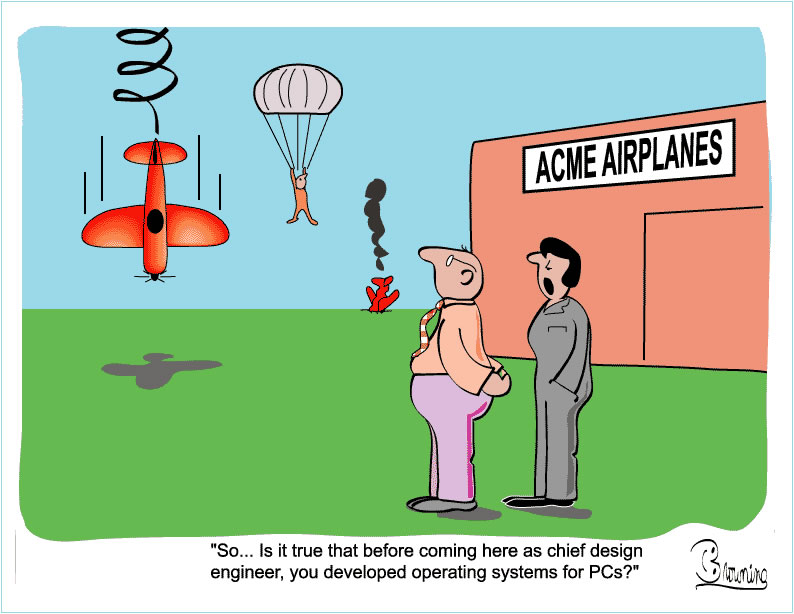 ACME AIRPLANES
"So... Is it true that before coming here as chief design
engineer, you developed operating systems for PCs?"
Browning